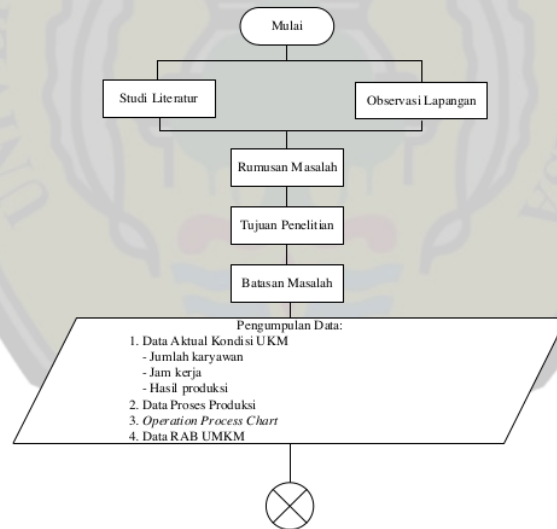 Mulai
Studi Literatur
Observasi Lapangan
Rumusan Masalah
Tujuan Penelitian
Batasan Masalah
Pengumpulan Data:
1. Data Aktual Kondisi UKM
- Jumlah karyawan
- Jam kerja
- Hasil produksi
2. Data Proses Produksi
3. Operation Process Chart
4. Data RAB UMKM